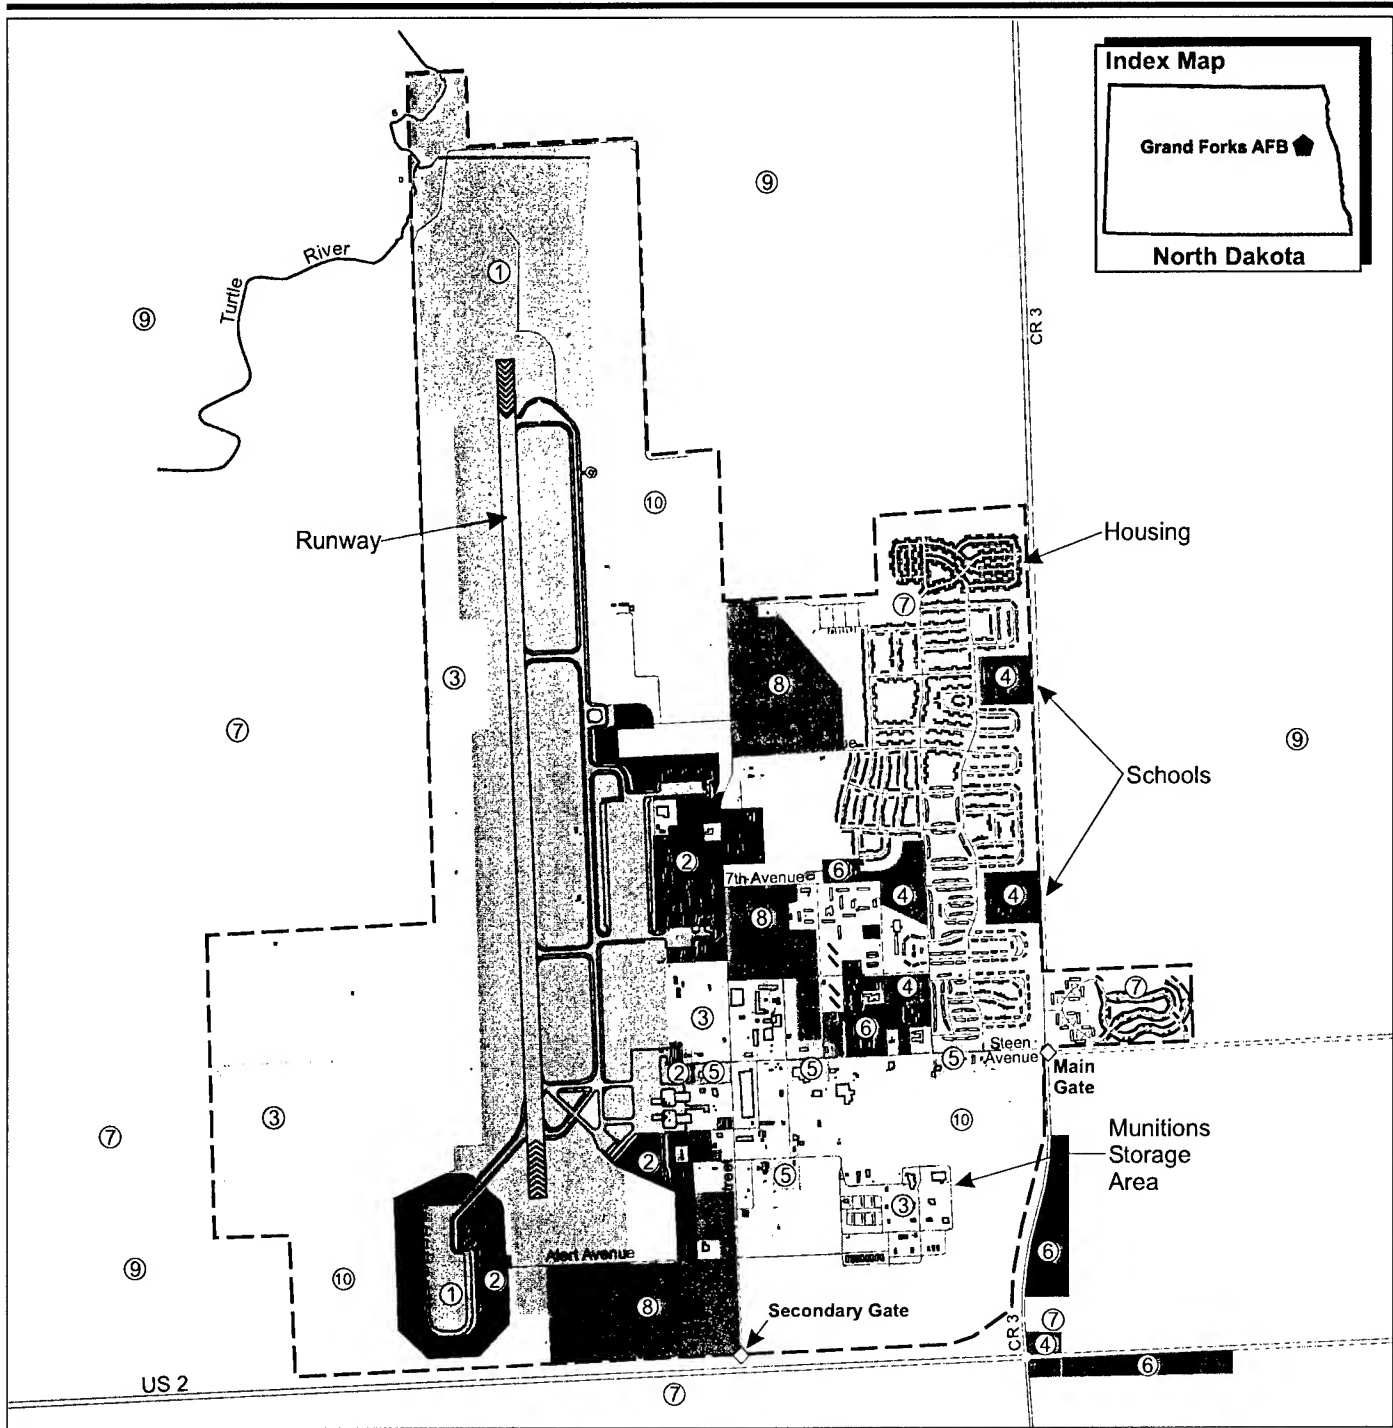 Index Map
Grand Forks AFB
North Dakota
CR 3
⑨
Turtle River
①
⑨
Runway
⑩
Housing
⑦
④
③
⑧
⑦
⑨
Schools
②
7th Avenue
⑥
④
④
⑧
④
⑦
③
⑥
Steen
Avenue
②
⑤
⑤
⑤
Main
Gate
③
⑦
⑩
Munitions
Storage
Area
②
⑤
③
Alert Avenue
⑥
⑨
⑩
①
②
⑧
Secondary Gate
CR 3
⑦
④
⑥
US 2
⑦